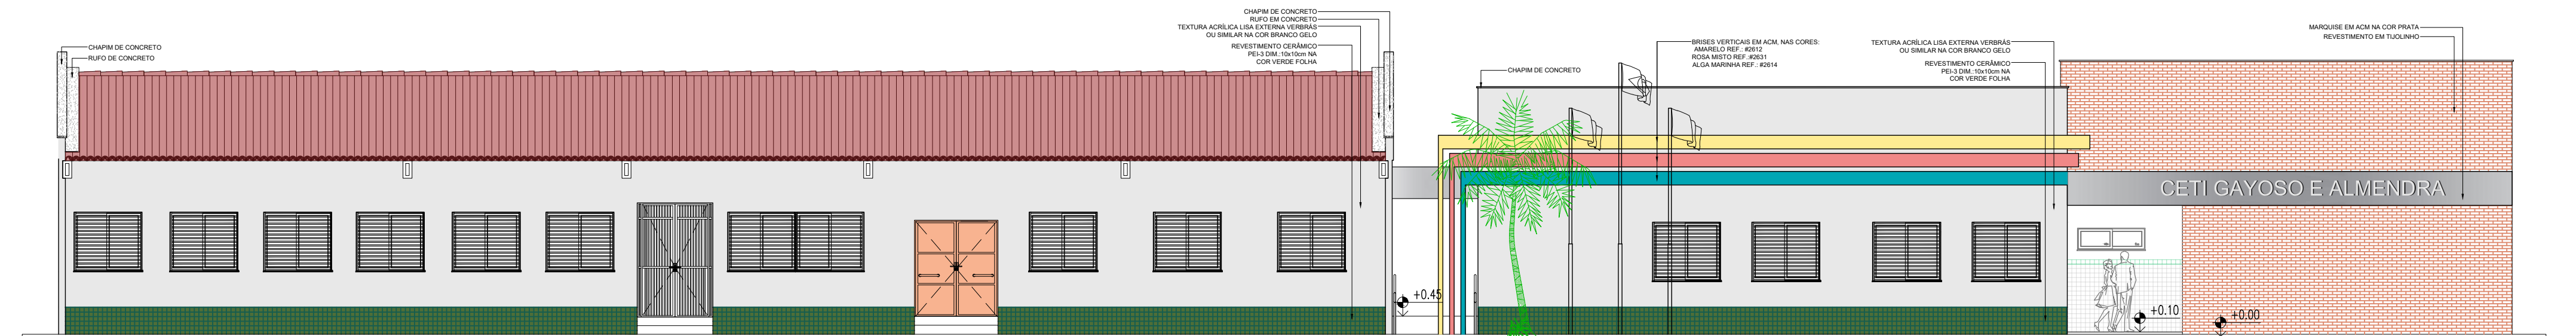 CHAPIM DE CONCRETO
RUFO DE CONCRETO
CHAPIM DE CONCRETO
RUFO EM CONCRETO
TEXTURA ACRÍLICA LISA EXTERNA VERBRÁS
OU SIMILAR NA COR BRANCO GELO
REVESTIMENTO CERÂMICO
PEI-3 DIM.:10x10cm NA
COR VERDE FOLHA
CHAPIM DE CONCRETO
BRISES VERTICAIS EM ACM, NAS CORES:
AMARELO REF.: #2612
ROSA MISTO REF.:#2631
ALGA MARINHA REF.: #2614
TEXTURA ACRÍLICA LISA EXTERNA VERBRÁS
OU SIMILAR NA COR BRANCO GELO
REVESTIMENTO CERÂMICO
PEI-3 DIM.:10x10cm NA
COR VERDE FOLHA
MARQUISE EM ACM NA COR PRATA
REVESTIMENTO EM TIJOLINHO
CETI GAYOSO E ALMENDRA
+0.45
+0.10
+0.00